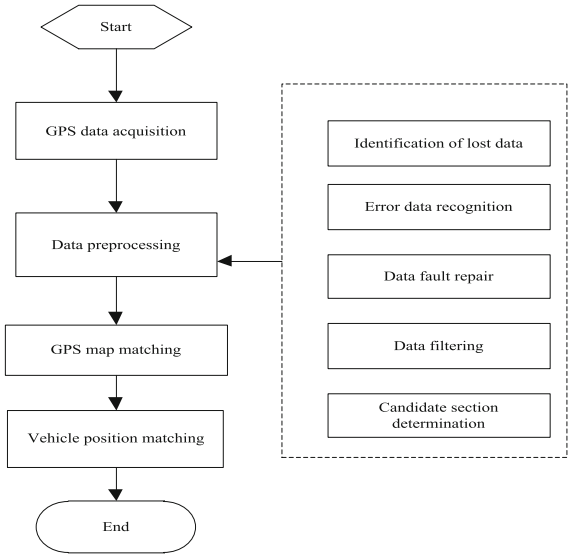 Start
GPS data acquisition
Data preprocessing
GPS map matching
Vehicle position matching
End
Identification of lost data
Error data recognition
Data fault repair
Data filtering
Candidate section
determination